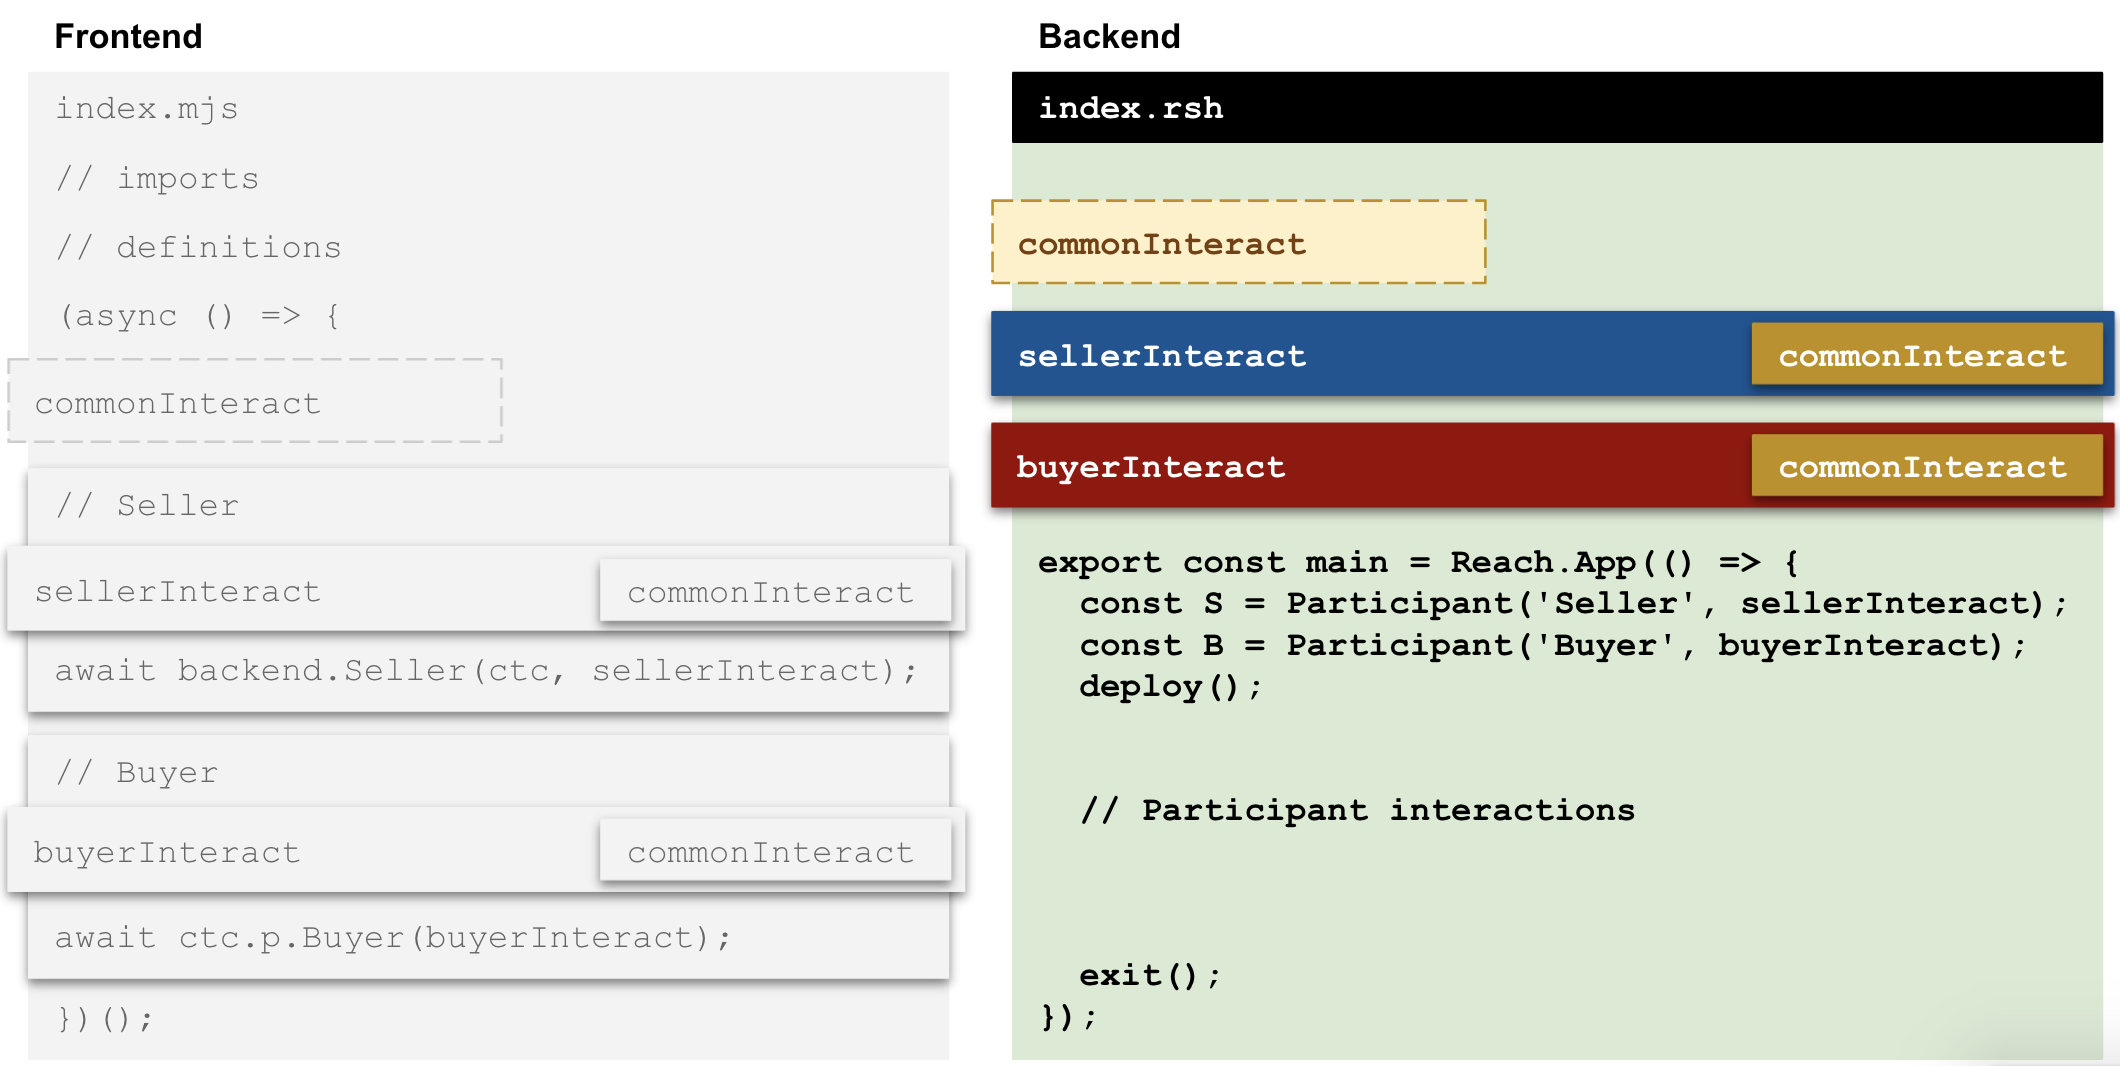 Frontend
index.mjs
// imports
// definitions
(async () => {
commonInteract
// Seller
sellerInteract commonInteract
await backend.Seller(ctc, sellerInteract);
// Buyer
buyerInteract commonInteract
await ctc.p.Buyer(buyerInteract);
})();
Backend
index.rsh
commonInteract
sellerInteract commonInteract
buyerInteract commonInteract
export const main = Reach.App(() => {
const S = Participant('Seller', sellerInteract);
const B = Participant('Buyer', buyerInteract);
deploy();
// Participant interactions
exit();
});